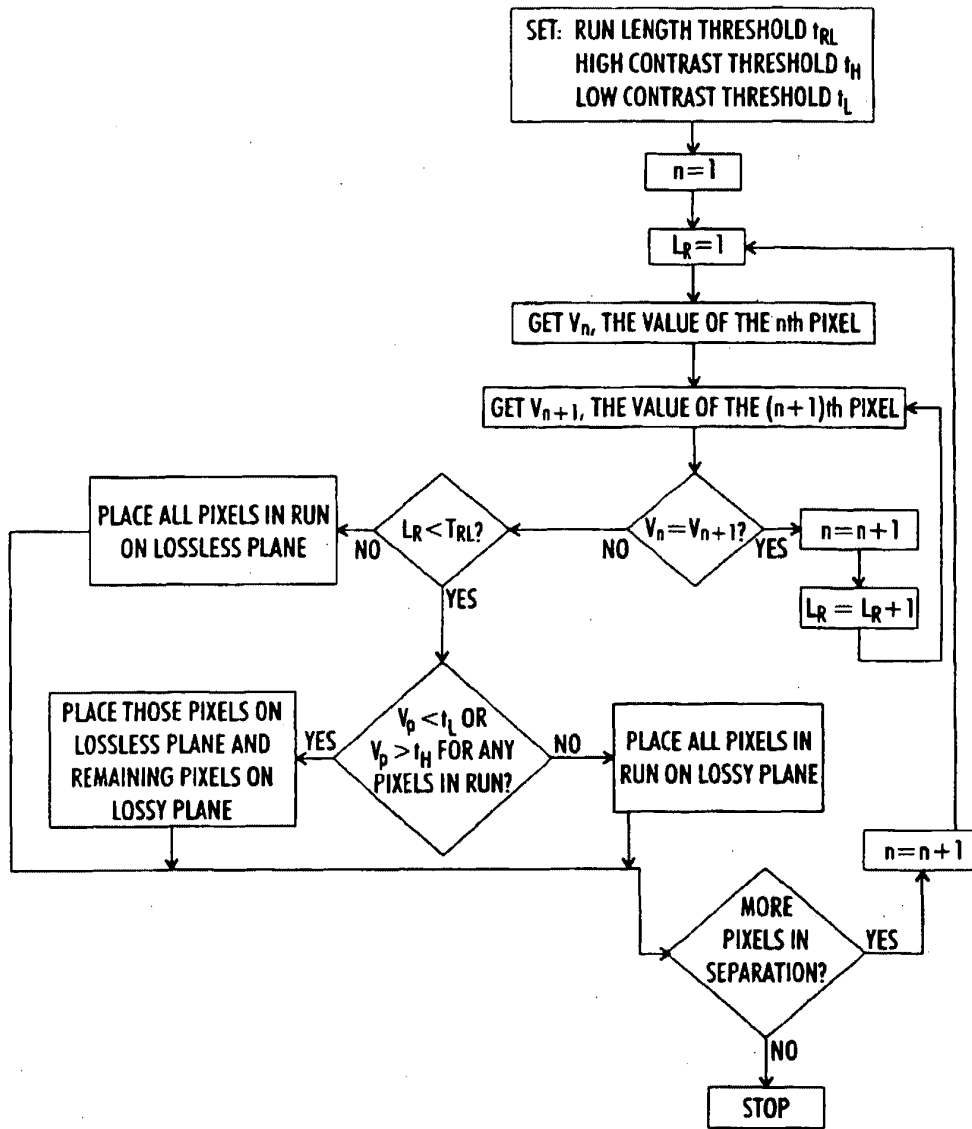 SET: RUN LENGTH THRESHOLD tRL
HIGH CONTRAST THRESHOLD tH
LOW CONTRAST THRESHOLD tL
n=1
LR=1
GET Vn, THE VALUE OF THE nth PIXEL
GET Vn+1, THE VALUE OF THE (n+1)th PIXEL
Vn=Vn+1?
NO
YES
n=n+1
LR=LR+1
LR<TRL?
NO
YES
PLACE ALL PIXELS IN RUN
ON LOSSLESS PLANE
Vp<tL OR
Vp>tH FOR ANY
PIXELS IN RUN?
YES
NO
PLACE THOSE PIXELS ON
LOSSLESS PLANE AND
REMAINING PIXELS ON
LOSSY PLANE
PLACE ALL PIXELS IN
RUN ON LOSSY PLANE
MORE
PIXELS IN
SEPARATION?
YES
n=n+1
NO
STOP